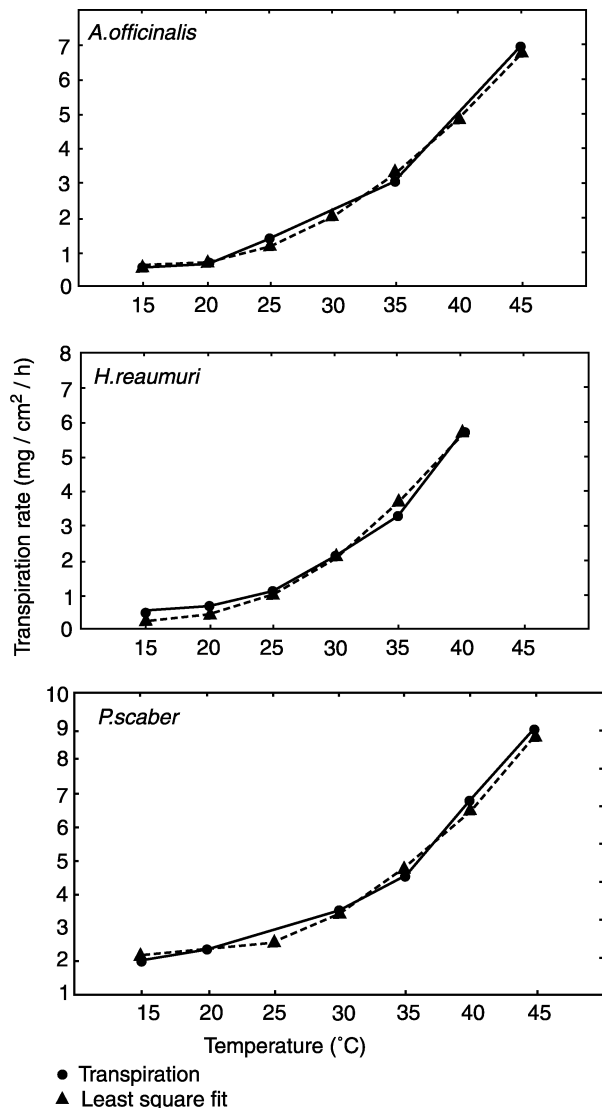 A.officinalis
7
6
5
4
3
2
1
0
15 20 25 30 35 40 45
H.reaumuri
8
7
6
5
4
3
2
1
0
15 20 25 30 35 40 45
Transpiration rate (mg / cm² / h)
P.scaber
10
9
8
7
6
5
4
3
2
1
15 20 25 30 35 40 45
Temperature (˚C)
● Transpiration
▲ Least square fit